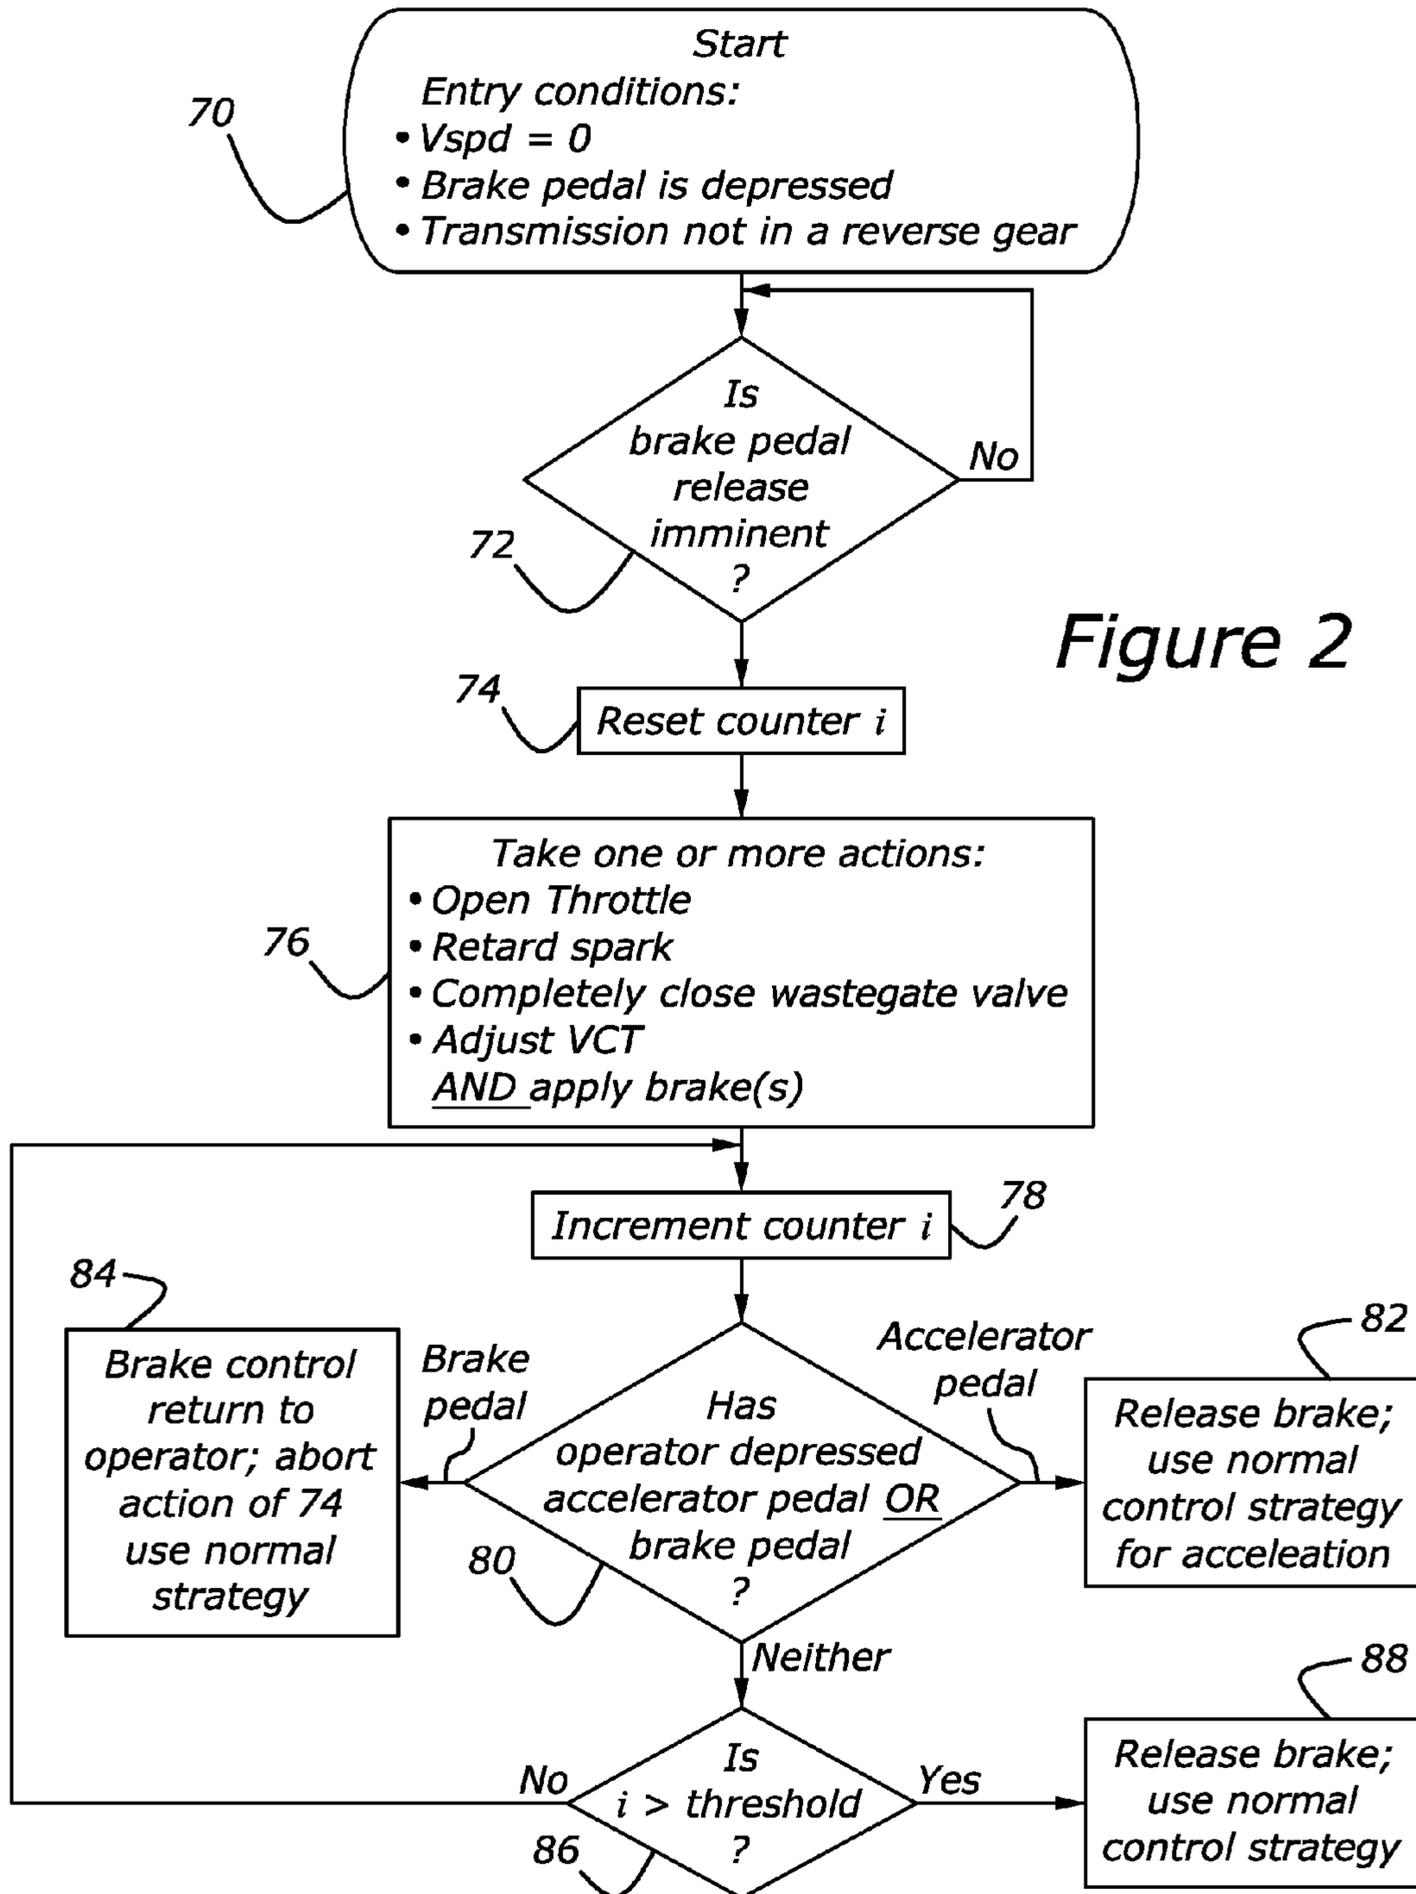 Start
Entry conditions:
• Vspd = 0
• Brake pedal is depressed
• Transmission not in a reverse gear
70
Is
brake pedal
release
imminent
?
No
72
Figure 2
74
Reset counter i
Take one or more actions:
• Open Throttle
• Retard spark
• Completely close wastegate valve
• Adjust VCT
AND apply brake(s)
76
78
Increment counter i
84
Brake control
return to
operator; abort
action of 74
use normal
strategy
Brake
pedal
Has
operator depressed
accelerator pedal OR
brake pedal
?
80
Accelerator
pedal
82
Release brake;
use normal
control strategy
for acceleation
Neither
88
No
Is
i > threshold
?
86
Yes
Release brake;
use normal
control strategy